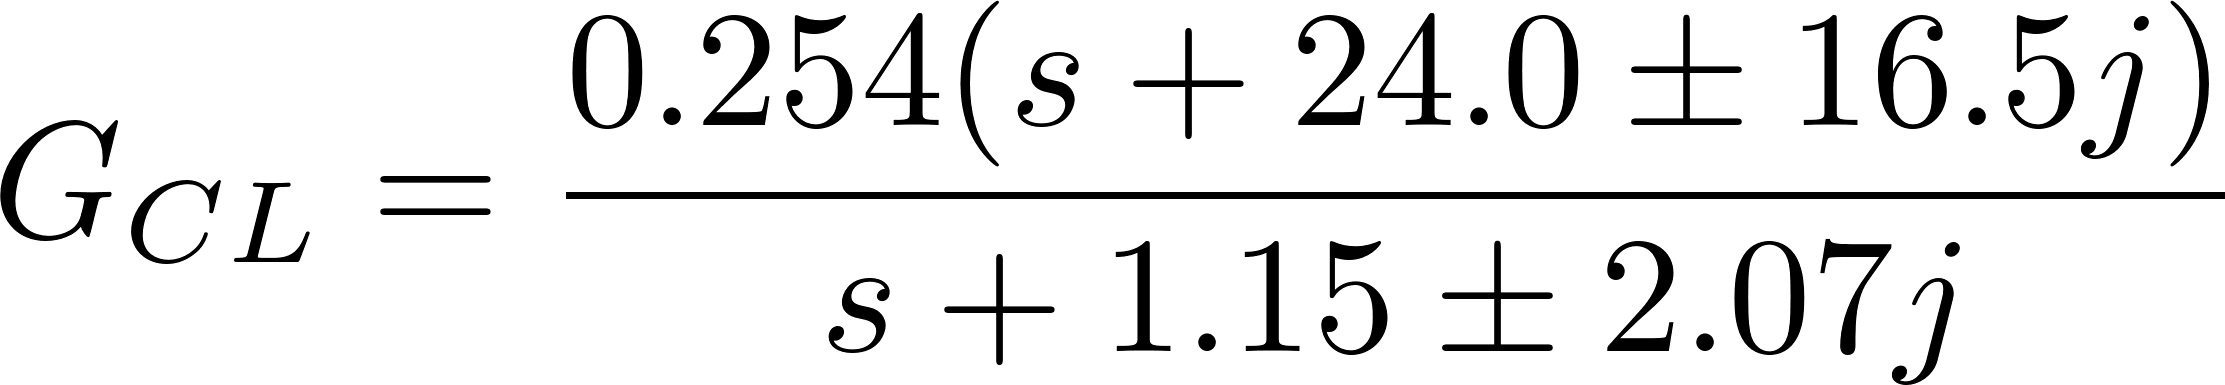 G_{CL} = \frac{0.254(s + 24.0 \pm 16.5j)}{s + 1.15 \pm 2.07j}